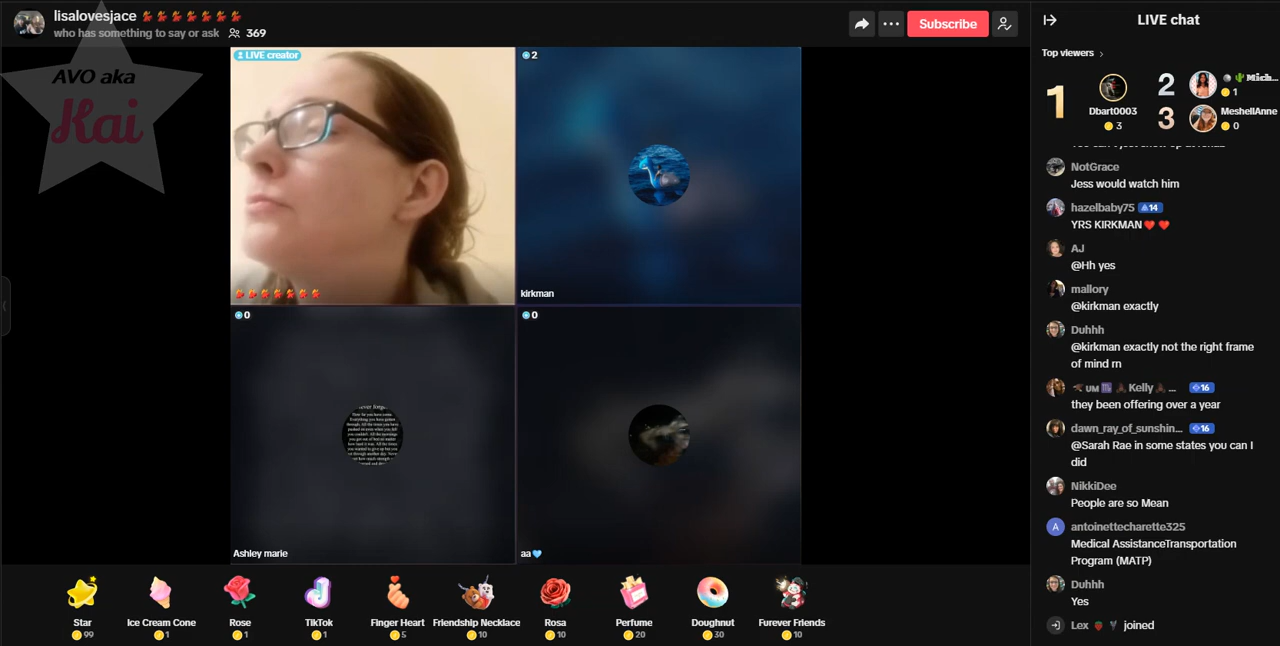 lisalovesjace
who has something to say or ask 369
Subscribe
AVO aka
Kai
LIVE creator
2
kirkman
0
Ashley marie
0
aa
Star
99
Ice Cream Cone
1
Rose
1
TikTok
1
Finger Heart
5
Friendship Necklace
10
Rosa
10
Perfume
20
Doughnut
30
Furever Friends
10
LIVE chat
Top viewers
1
Dbart0003
3
2
Mich...
1
3
MeshellAnne
0
NotGrace
Jess would watch him
hazelbaby75 14
YRS KIRKMAN
AJ
@Hh yes
mallory
@kirkman exactly
Duhhh
@kirkman exactly not the right frame
of mind rn
Kelly ... 16
they been offering over a year
dawn_ray_of_sunshin... 16
@Sarah Rae in some states you can I
did
NikkiDee
People are so Mean
A antoinettecharette325
Medical AssistanceTransportation
Program (MATP)
Duhhh
Yes
Lex joined